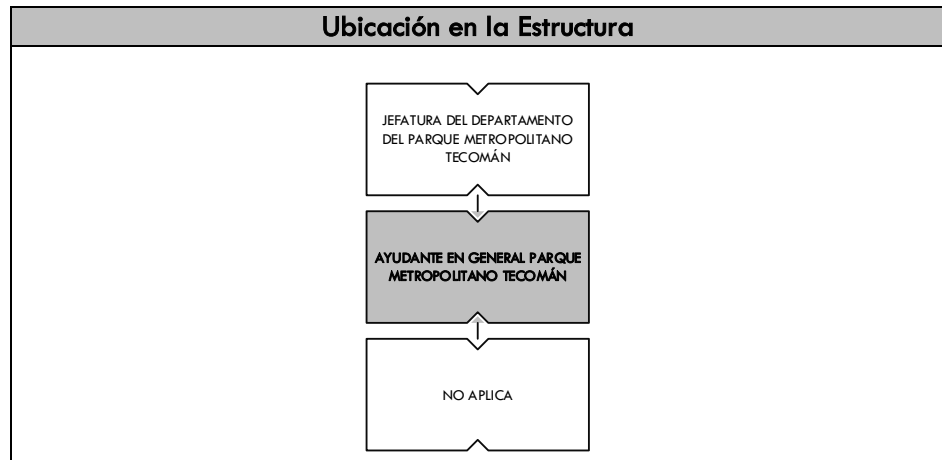 Ubicación en la Estructura
JEFATURA DEL DEPARTAMENTO
DEL PARQUE METROPOLITANO
TECOMÁN
AYUDANTE EN GENERAL PARQUE
METROPOLITANO TECOMÁN
NO APLICA